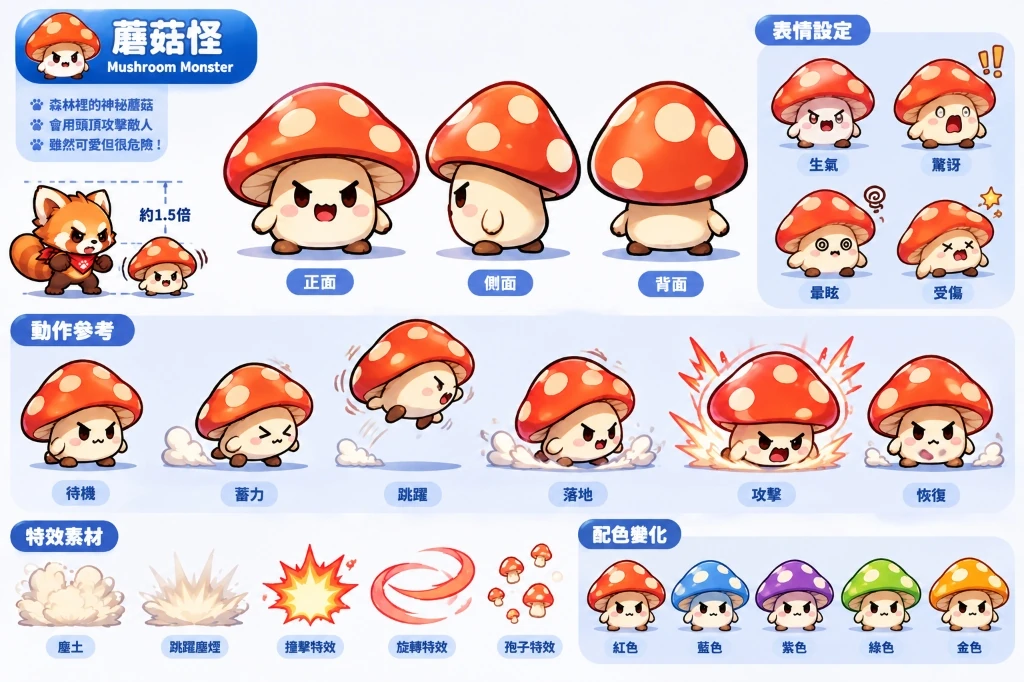 蘑菇怪
Mushroom Monster
森林裡的神秘蘑菇
會用頭頂攻擊敵人
雖然可愛但很危險！
約1.5倍
正面
側面
背面
表情設定
!!
生氣
驚訝
暈眩
受傷
動作參考
待機
蓄力
跳躍
落地
攻擊
恢復
特效素材
塵土
跳躍塵煙
撞擊特效
旋轉特效
孢子特效
配色變化
紅色
藍色
紫色
綠色
金色